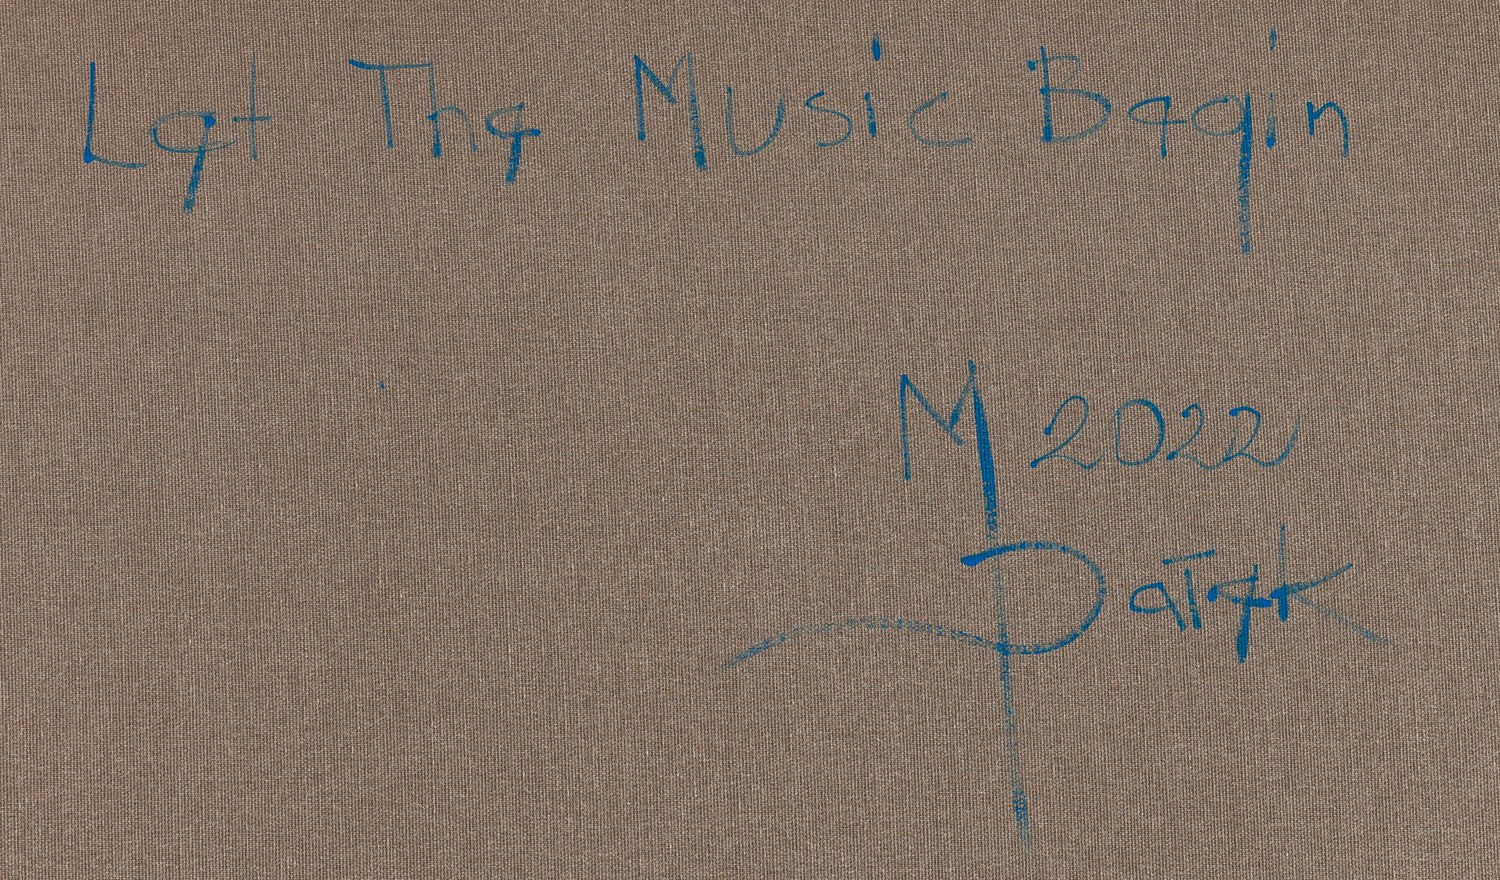 Let The Music Begin
M 2022
Patek